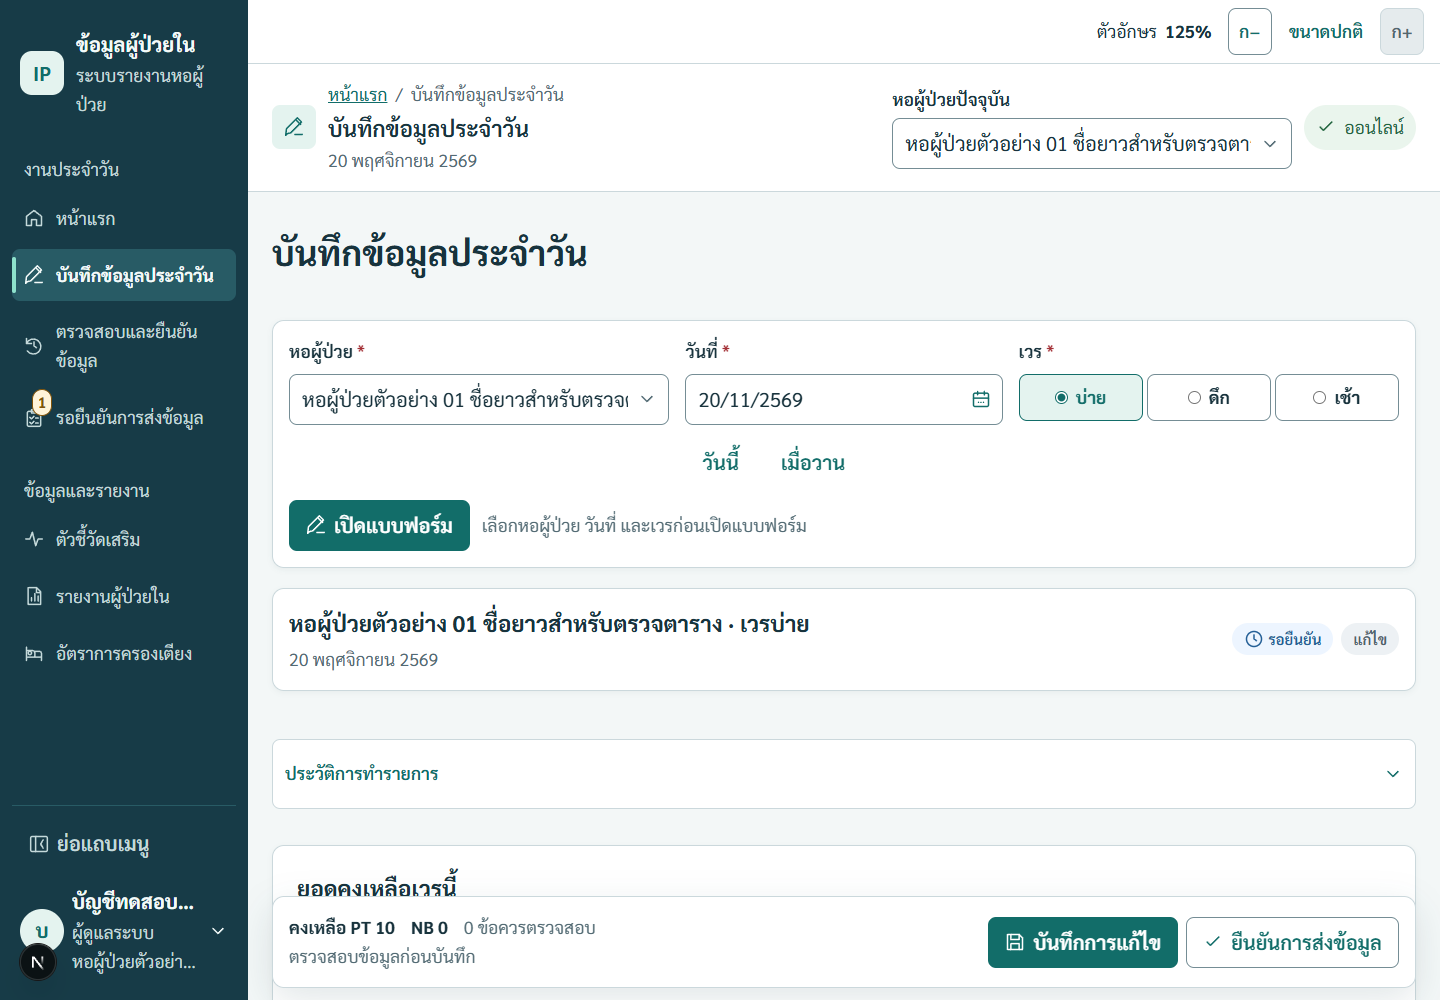 IP
ข้อมูลผู้ป่วยใน
ระบบรายงานหอผู้
ป่วย
งานประจำวัน
หน้าแรก
บันทึกข้อมูลประจำวัน
ตรวจสอบและยืนยัน
ข้อมูล
1
รอยืนยันการส่งข้อมูล
ข้อมูลและรายงาน
ตัวชี้วัดเสริม
รายงานผู้ป่วยใน
อัตราการครองเตียง
ย่อแถบเมนู
บัญชีทดสอบ...
บ
ผู้ดูแลระบบ
หอผู้ป่วยตัวอย่า...
N
ตัวอักษร 125% ก− ขนาดปกติ ก+
หน้าแรก / บันทึกข้อมูลประจำวัน
บันทึกข้อมูลประจำวัน
20 พฤศจิกายน 2569
หอผู้ป่วยปัจจุบัน
หอผู้ป่วยตัวอย่าง 01 ชื่อยาวสำหรับตรวจตา
ออนไลน์
บันทึกข้อมูลประจำวัน
หอผู้ป่วย * วันที่ * เวร *
หอผู้ป่วยตัวอย่าง 01 ชื่อยาวสำหรับตรวจ 20/11/2569 บ่าย ดึก เช้า
วันนี้ เมื่อวาน
เปิดแบบฟอร์ม เลือกหอผู้ป่วย วันที่ และเวรก่อนเปิดแบบฟอร์ม
หอผู้ป่วยตัวอย่าง 01 ชื่อยาวสำหรับตรวจตาราง · เวรบ่าย
20 พฤศจิกายน 2569
รอยืนยัน แก้ไข
ประวัติการทำรายการ
ยอดคงเหลือเวรนี้
คงเหลือ PT 10 NB 0 0 ข้อควรตรวจสอบ
ตรวจสอบข้อมูลก่อนบันทึก
บันทึกการแก้ไข ยืนยันการส่งข้อมูล